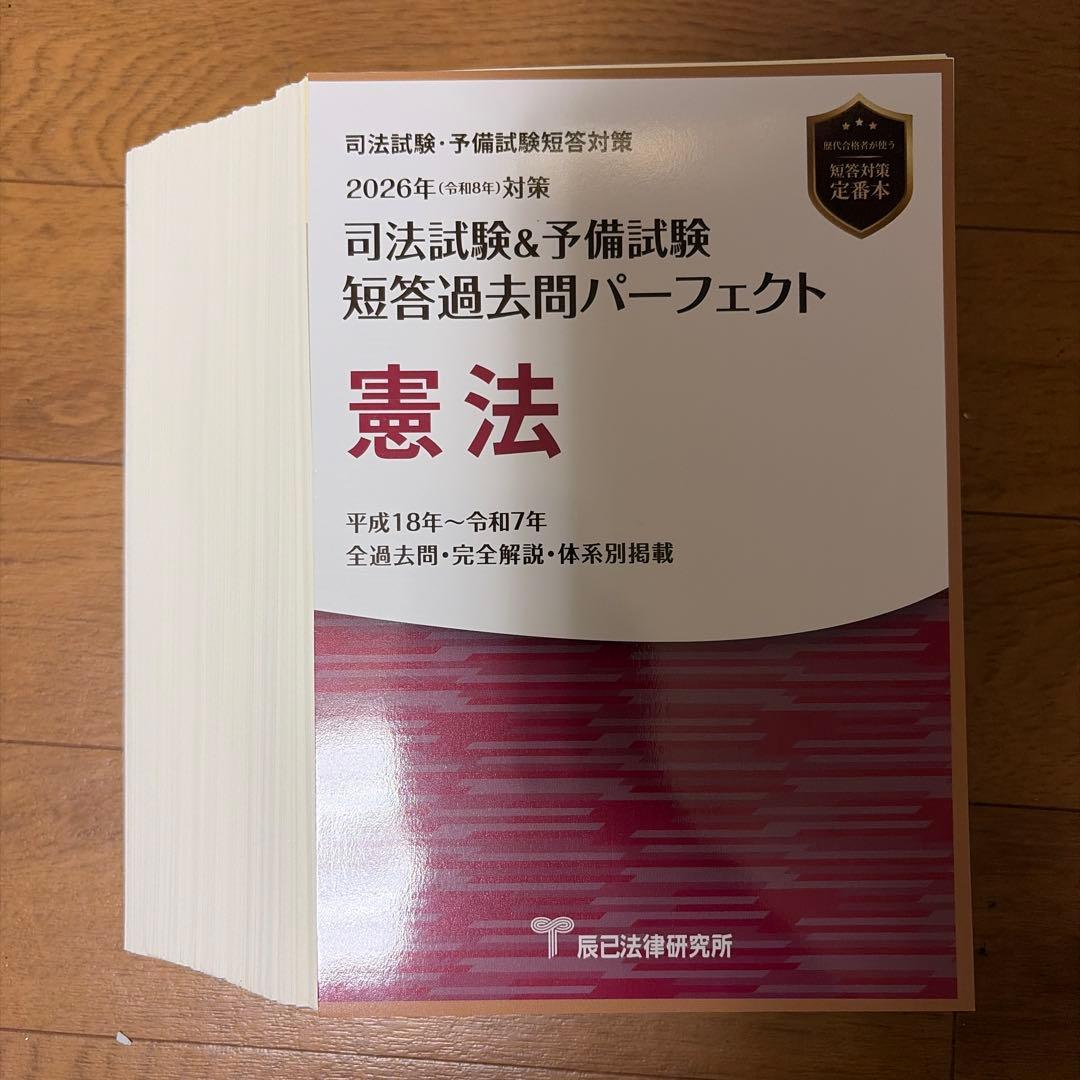 司法試験・予備試験短答対策
2026年(令和8年)対策
司法試験&予備試験
短答過去問パーフェクト
憲法
平成18年～令和7年
全過去問・完全解説・体系別掲載
歴代合格者が使う
短答対策
定番本
辰已法律研究所